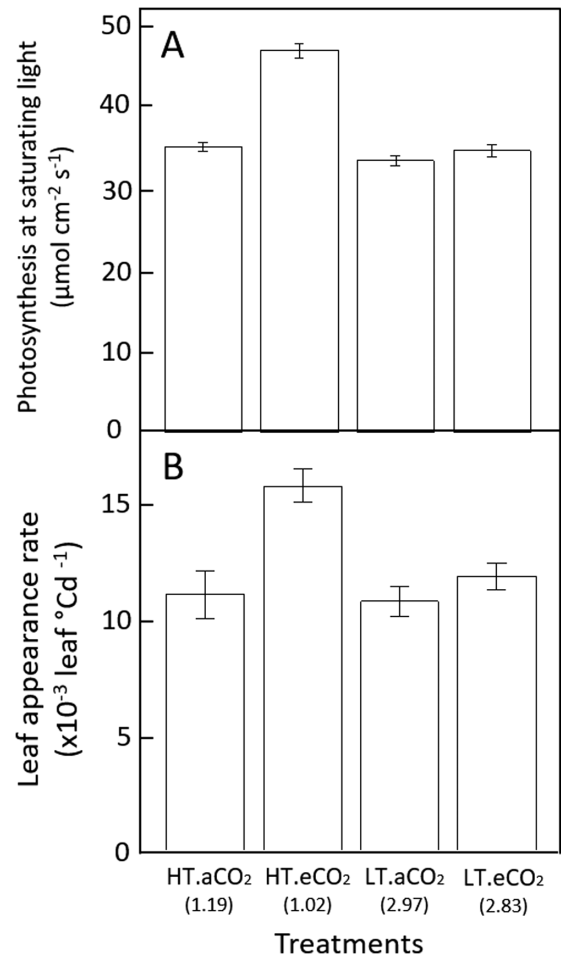 A
Photosynthesis at saturating light
(μmol cm⁻² s⁻¹)
50
40
30
20
10
0
B
Leaf appearance rate
(x10⁻³ leaf °Cd ⁻¹)
15
10
5
0
HT.aCO₂ HT.eCO₂ LT.aCO₂ LT.eCO₂
(1.19) (1.02) (2.97) (2.83)
Treatments